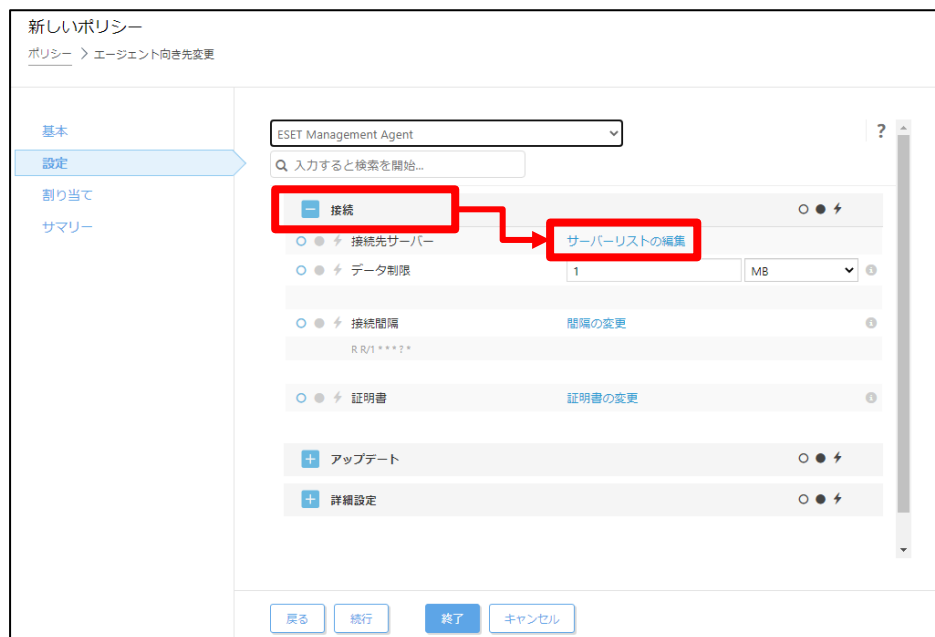 新しいポリシー
ポリシー > エージェント向き先変更
基本
設定
割り当て
サマリー
ESET Management Agent
?
入力すると検索を開始...
接続
接続先サーバー サーバーリストの編集
データ制限 1 MB
接続間隔 間隔の変更
R R/1 * * * ? *
証明書 証明書の変更
アップデート
詳細設定
戻る 続行 終了 キャンセル